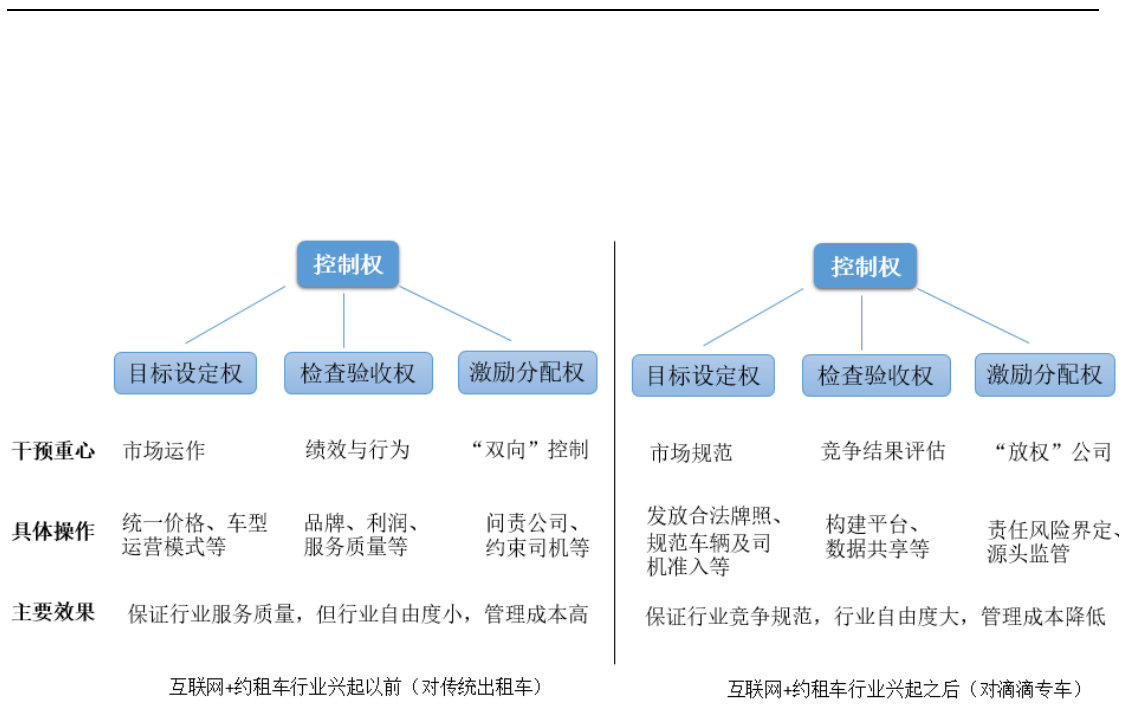 控制权
目标设定权 检查验收权 激励分配权
干预重心 市场运作 绩效与行为 “双向”控制
具体操作 统一价格、车型 品牌、利润、 问责公司、
运营模式等 服务质量等 约束司机等
主要效果 保证行业服务质量，但行业自由度小，管理成本高
互联网+约租车行业兴起以前（对传统出租车）
控制权
目标设定权 检查验收权 激励分配权
市场规范 竞争结果评估 “放权”公司
发放合法牌照、 构建平台、 责任风险界定、
规范车辆及司 数据共享等 源头监管
机准入等
保证行业竞争规范，行业自由度大，管理成本降低
互联网+约租车行业兴起之后（对滴滴专车）